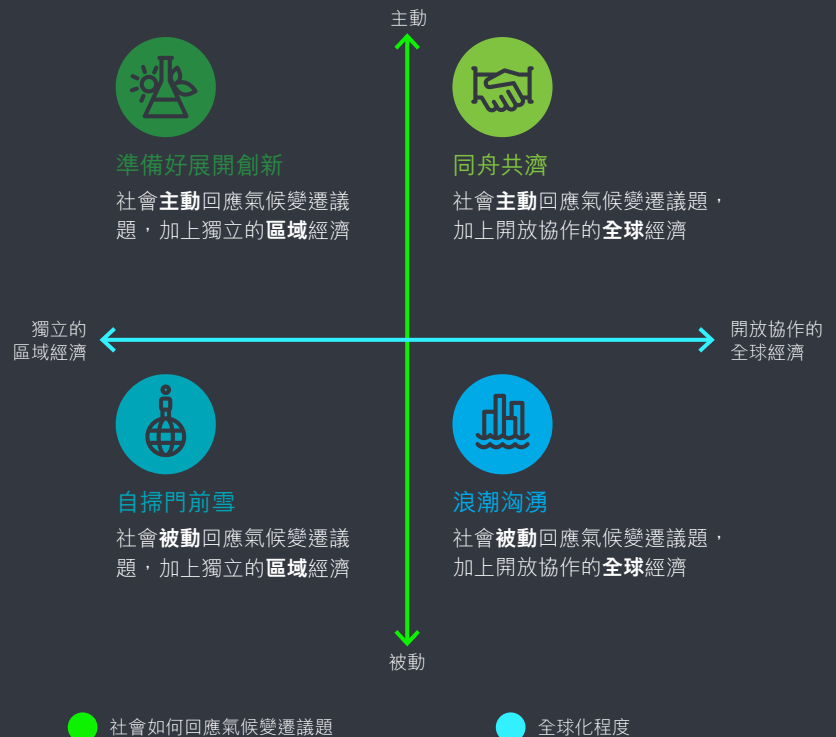 主動
準備好展開創新
社會主動回應氣候變遷議
題，加上獨立的區域經濟
同舟共濟
社會主動回應氣候變遷議題，
加上開放協作的全球經濟
獨立的
區域經濟
開放協作的
全球經濟
自掃門前雪
社會被動回應氣候變遷議
題，加上獨立的區域經濟
浪潮洶湧
社會被動回應氣候變遷議題，
加上開放協作的全球經濟
被動
社會如何回應氣候變遷議題
全球化程度